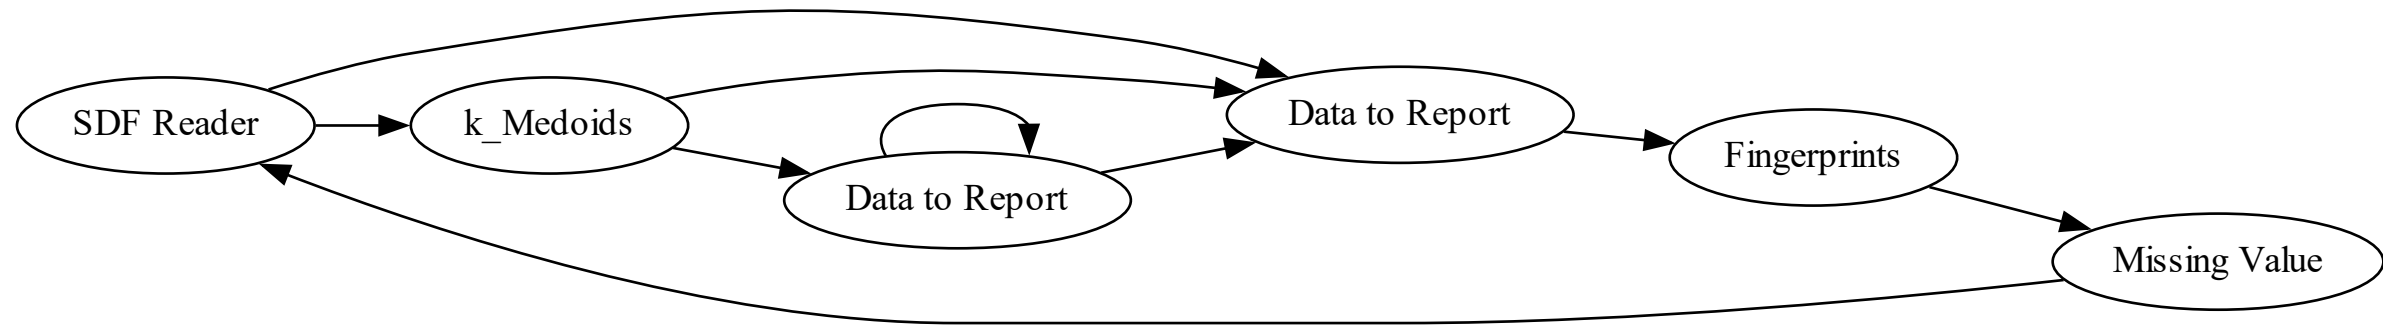 SDF Reader
k_Medoids
Data to Report
Data to Report
Fingerprints
Missing Value